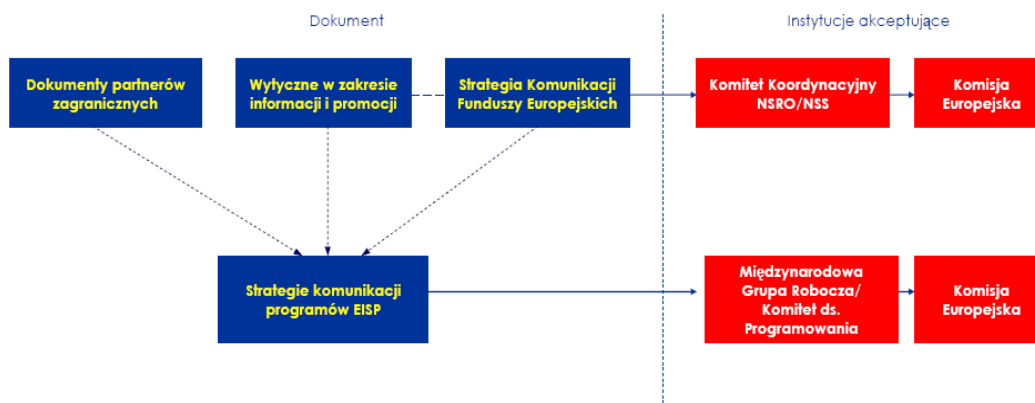 Dokument
Instytucje akceptujące
Dokumenty partnerów
zagranicznych
Wytyczne w zakresie
informacji i promocji
Strategia Komunikacji
Funduszy Europejskich
Komitet Koordynacyjny
NSRO/NSS
Komisja
Europejska
Strategie komunikacji
programów EISP
Międzynarodowa
Grupa Robocza/
Komitet ds.
Programowania
Komisja
Europejska